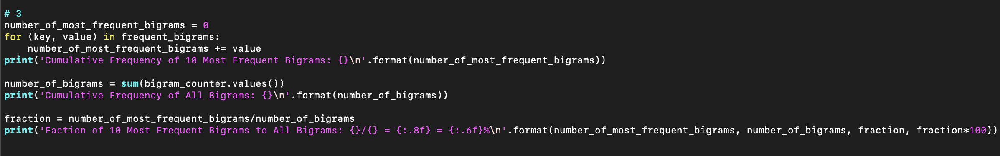 # 3
number_of_most_frequent_bigrams = 0
for (key, value) in frequent_bigrams:
    number_of_most_frequent_bigrams += value
print('Cumulative Frequency of 10 Most Frequent Bigrams: {}\n'.format(number_of_most_frequent_bigrams))
number_of_bigrams = sum(bigram_counter.values())
print('Cumulative Frequency of All Bigrams: {}\n'.format(number_of_bigrams))
fraction = number_of_most_frequent_bigrams/number_of_bigrams
print('Faction of 10 Most Frequent Bigrams to All Bigrams: {}/{} = {:.8f} = {:.6f}%\n'.format(number_of_most_frequent_bigrams, number_of_bigrams, fraction, fraction*100))